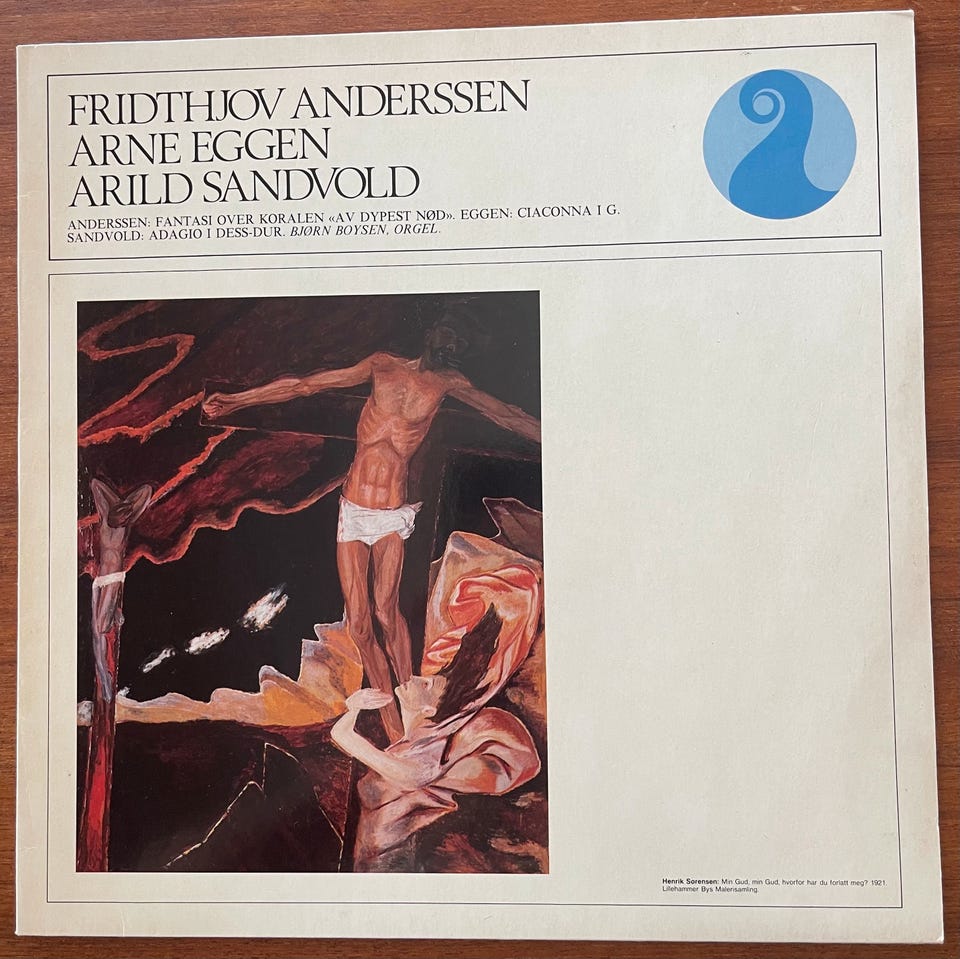 FRIDTHJOV ANDERSSEN
ARNE EGGEN
ARILD SANDVOLD
ANDERSSEN: FANTASI OVER KORALEN «AV DYPEST NØD». EGGEN: CIACONNA I G.
SANDVOLD: ADAGIO I DESS-DUR. BJØRN BOYSEN, ORGEL.
Henrik Sørensen: Min Gud, min Gud, hvorfor har du forlatt meg? 1921.
Lillehammer Bys Malerisamling.